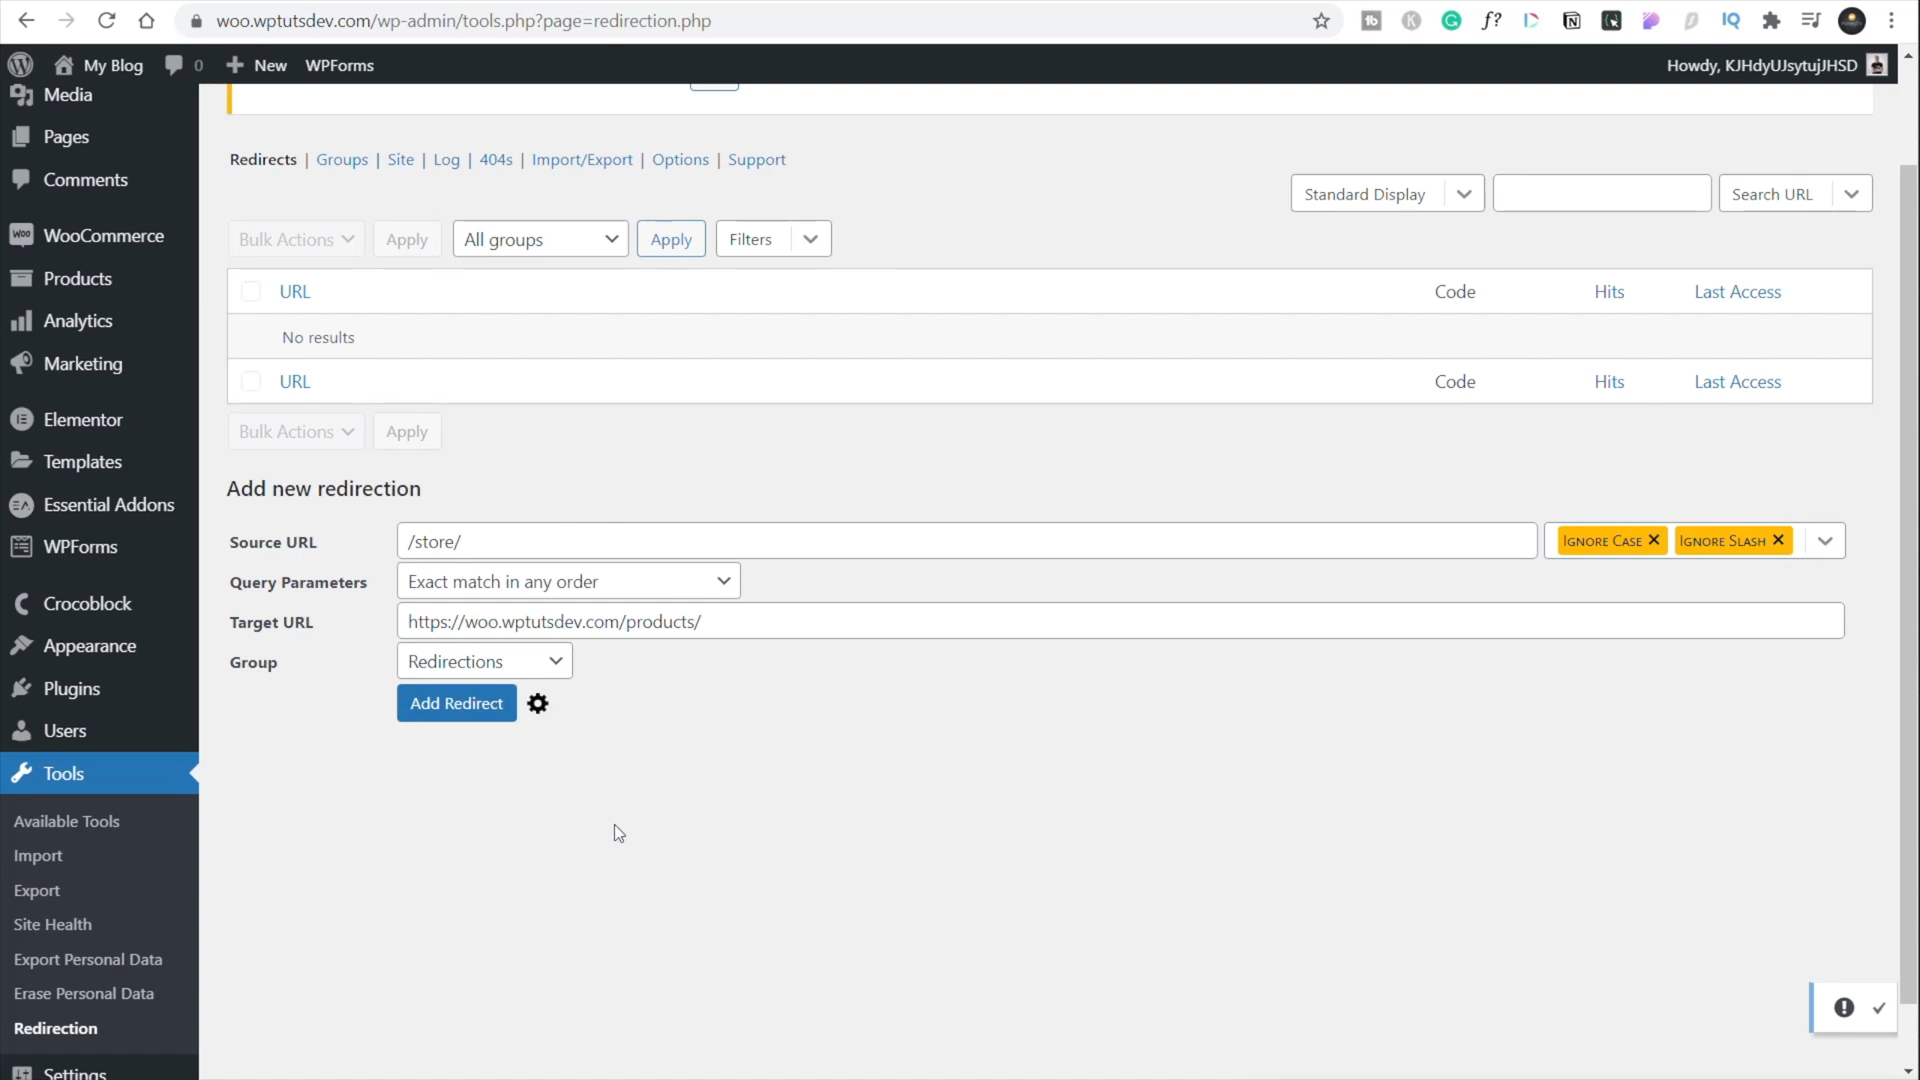 woo.wptutsdev.com/wp-admin/tools.php?page=redirection.php
My Blog 0 New WPForms
Howdy, KJHdyUJsytujJHSD
Media
Pages
Comments
WooCommerce
Products
Analytics
Marketing
Elementor
Templates
Essential Addons
WPForms
Crocoblock
Appearance
Plugins
Users
Tools
Available Tools
Import
Export
Site Health
Export Personal Data
Erase Personal Data
Redirection
Settings
Redirects | Groups | Site | Log | 404s | Import/Export | Options | Support
Standard Display Search URL
Bulk Actions Apply All groups Apply Filters
URL Code Hits Last Access
No results
URL Code Hits Last Access
Bulk Actions Apply
Add new redirection
Source URL /store/ IGNORE CASE IGNORE SLASH
Query Parameters Exact match in any order
Target URL https://woo.wptutsdev.com/products/
Group Redirections
Add Redirect